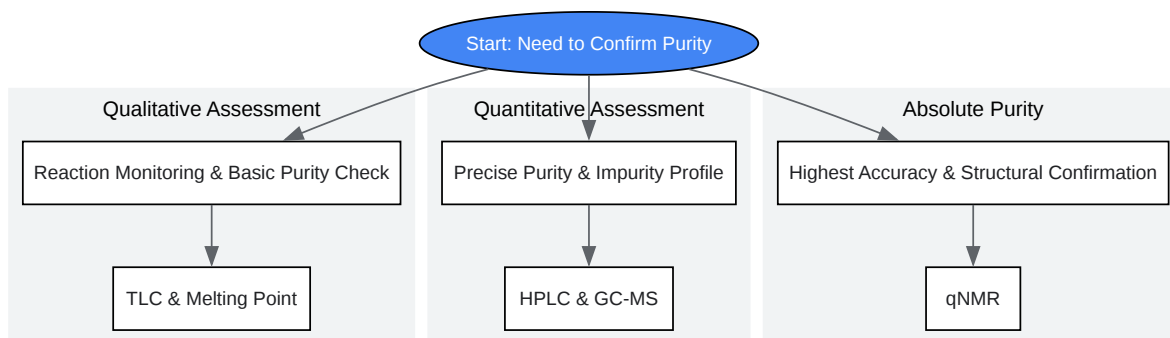 Start: Need to Confirm Purity
Qualitative Assessment
Quantitative Assessment
Absolute Purity
Reaction Monitoring & Basic Purity Check
Precise Purity & Impurity Profile
Highest Accuracy & Structural Confirmation
TLC & Melting Point
HPLC & GC-MS
qNMR